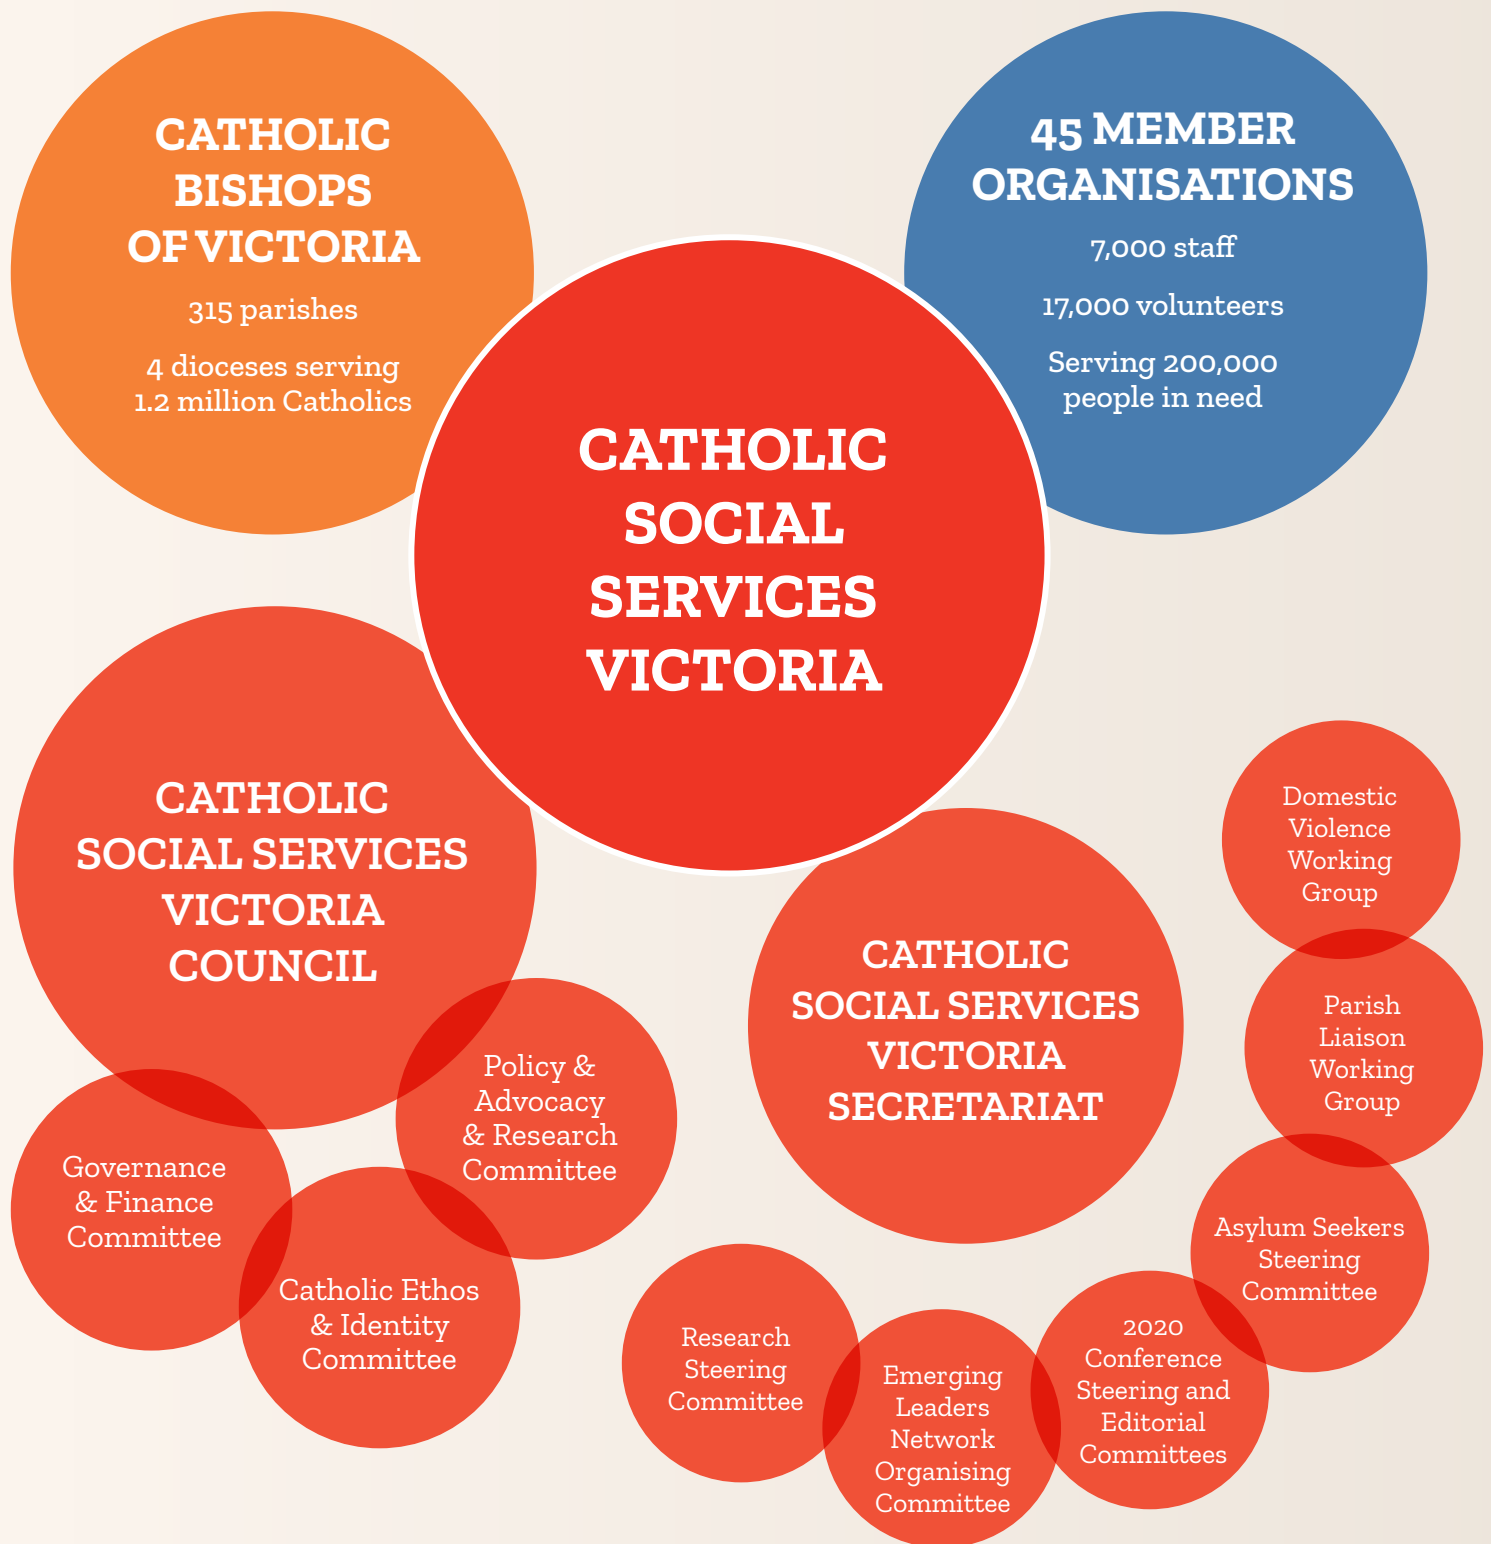 CATHOLIC
BISHOPS
OF VICTORIA
315 parishes
4 dioceses serving
1.2 million Catholics
45 MEMBER
ORGANISATIONS
7,000 staff
17,000 volunteers
Serving 200,000
people in need
CATHOLIC
SOCIAL
SERVICES
VICTORIA
CATHOLIC
SOCIAL SERVICES
VICTORIA
COUNCIL
Governance
& Finance
Committee
Catholic Ethos
& Identity
Committee
Policy &
Advocacy
& Research
Committee
CATHOLIC
SOCIAL SERVICES
VICTORIA
SECRETARIAT
Research
Steering
Committee
Emerging
Leaders
Network
Organising
Committee
2020
Conference
Steering and
Editorial
Committees
Asylum Seekers
Steering
Committee
Parish
Liaison
Working
Group
Domestic
Violence
Working
Group